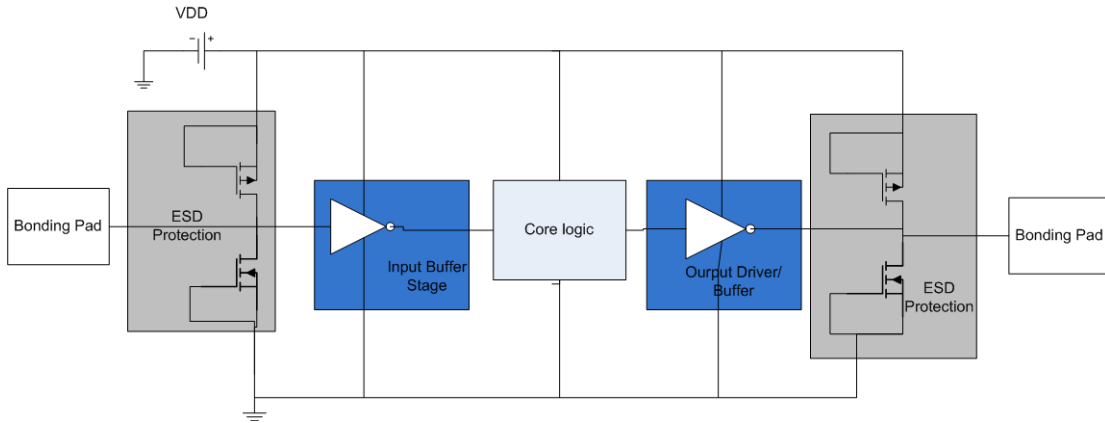 VDD
- +
Bonding Pad
ESD
Protection
Input Buffer
Stage
Core logic
Ourput Driver/
Buffer
ESD
Protection
Bonding Pad